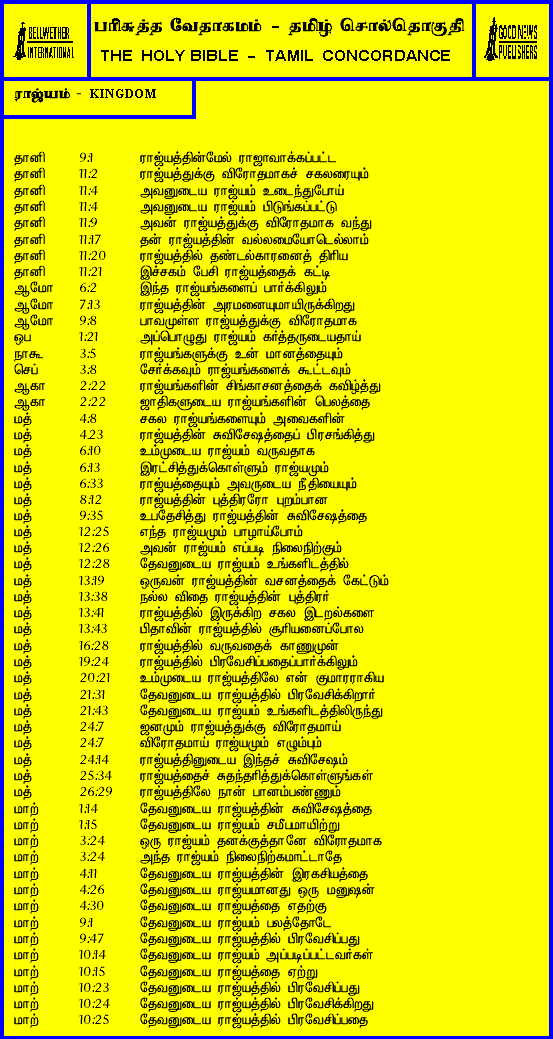 BELLWETHER
INTERNATIONAL
பரிசுத்த வேதாகமம் - தமிழ் சொல்தொகுதி
THE HOLY BIBLE - TAMIL CONCORDANCE
GOOD NEWS
PUBLISHERS
ராஜ்யம் - KINGDOM
தானி 9:1 ராஜ்யத்தின்மேல் ராஜாவாக்கப்பட்ட
தானி 11:2 ராஜ்யத்துக்கு விரோதமாகச் சகலரையும்
தானி 11:4 அவனுடைய ராஜ்யம் உடைந்துபோய்
தானி 11:4 அவனுடைய ராஜ்யம் பிடுங்கப்பட்டு
தானி 11:9 அவன் ராஜ்யத்துக்கு விரோதமாக வந்து
தானி 11:17 தன் ராஜ்யத்தின் வல்லமையோடெல்லாம்
தானி 11:20 ராஜ்யத்தில் தண்டல்காரனைத் திரிய
தானி 11:21 இச்சகம் பேசி ராஜ்யத்தைக் கட்டி
ஆமோ 6:2 இந்த ராஜ்யங்களைப் பார்க்கிலும்
ஆமோ 7:13 ராஜ்யத்தின் அரமனையுமாயிருக்கிறது
ஆமோ 9:8 பாவமுள்ள ராஜ்யத்துக்கு விரோதமாக
ஒப 1:21 அப்பொழுது ராஜ்யம் கர்த்தருடையதாய்
நாகூ 3:5 ராஜ்யங்களுக்கு உன் மானத்தையும்
செப் 3:8 சேர்க்கவும் ராஜ்யங்களைக் கூட்டவும்
ஆகா 2:22 ராஜ்யங்களின் சிங்காசனத்தைக் கவிழ்த்து
ஆகா 2:22 ஜாதிகளுடைய ராஜ்யங்களின் பெலத்தை
மத் 4:8 சகல ராஜ்யங்களையும் அவைகளின்
மத் 4.23 ராஜ்யத்தின் சுவிசேஷத்தைப் பிரசங்கித்து
மத் 6:10 உம்முடைய ராஜ்யம் வருவதாக
மத் 6:13 இரட்சித்துக்கொள்ளும் ராஜ்யமும்
மத் 6:33 ராஜ்யத்தையும் அவருடைய நீதியையும்
மத் 8:12 ராஜ்யத்தின் புத்திரரோ புறம்பான
மத் 9:35 உபதேசித்து ராஜ்யத்தின் சுவிசேஷத்தை
மத் 12:25 எந்த ராஜ்யமும் பாழாய்போம்
மத் 12:26 அவன் ராஜ்யம் எப்படி நிலைநிற்கும்
மத் 12:28 தேவனுடைய ராஜ்யம் உங்களிடத்தில்
மத் 13:19 ஒருவன் ராஜ்யத்தின் வசனத்தைக் கேட்டும்
மத் 13:38 நல்ல விதை ராஜ்யத்தின் புத்திரர்
மத் 13:41 ராஜ்யத்தில் இருக்கிற சகல இடறல்களை
மத் 13:43 பிதாவின் ராஜ்யத்தில் சூரியனைப்போல
மத் 16:28 ராஜ்யத்தில் வருவதைக் காணுமுன்
மத் 19:24 ராஜ்யத்தில் பிரவேசிப்பதைப்பார்க்கிலும்
மத் 20:21 உம்முடைய ராஜ்யத்திலே என் குமாரராகிய
மத் 21:31 தேவனுடைய ராஜ்யத்தில் பிரவேசிக்கிறார்
மத் 21:43 தேவனுடைய ராஜ்யம் உங்களிடத்திலிருந்து
மத் 24:7 ஜனமும் ராஜ்யத்துக்கு விரோதமாய்
மத் 24:7 விரோதமாய் ராஜ்யமும் எழும்பும்
மத் 24:14 ராஜ்யத்தினுடைய இந்தச் சுவிசேஷம்
மத் 25:34 ராஜ்யத்தைச் சுதந்தரித்துக்கொள்ளுங்கள்
மத் 26:29 ராஜ்யத்திலே நான் பானம்பண்ணும்
மாற் 1:14 தேவனுடைய ராஜ்யத்தின் சுவிசேஷத்தை
மாற் 1:15 தேவனுடைய ராஜ்யம் சமீபமாயிற்று
மாற் 3:24 ஒரு ராஜ்யம் தனக்குத்தானே விரோதமாக
மாற் 3:24 அந்த ராஜ்யம் நிலைநிற்கமாட்டாதே
மாற் 4:11 தேவனுடைய ராஜ்யத்தின் இரகசியத்தை
மாற் 4:26 தேவனுடைய ராஜ்யமானது ஒரு மனுஷன்
மாற் 4:30 தேவனுடைய ராஜ்யத்தை எதற்கு
மாற் 9:1 தேவனுடைய ராஜ்யம் பலத்தோடே
மாற் 9:47 தேவனுடைய ராஜ்யத்தில் பிரவேசிப்பது
மாற் 10:14 தேவனுடைய ராஜ்யம் அப்படிப்பட்டவர்கள்
மாற் 10:15 தேவனுடைய ராஜ்யத்தை ஏற்று
மாற் 10:23 தேவனுடைய ராஜ்யத்தில் பிரவேசிப்பது
மாற் 10:24 தேவனுடைய ராஜ்யத்தில் பிரவேசிக்கிறது
மாற் 10:25 தேவனுடைய ராஜ்யத்தில் பிரவேசிப்பதை